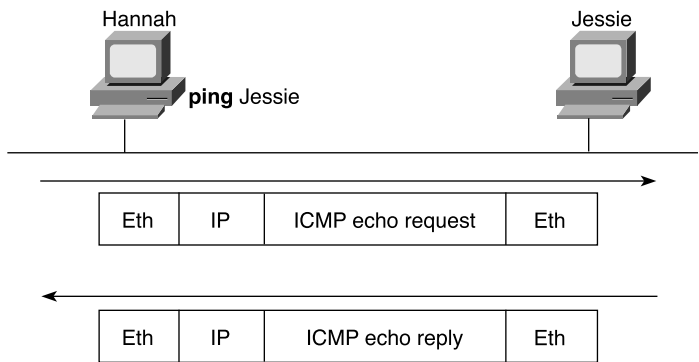 Hannah
Jessie
ping Jessie
Eth IP ICMP echo request Eth
Eth IP ICMP echo reply Eth